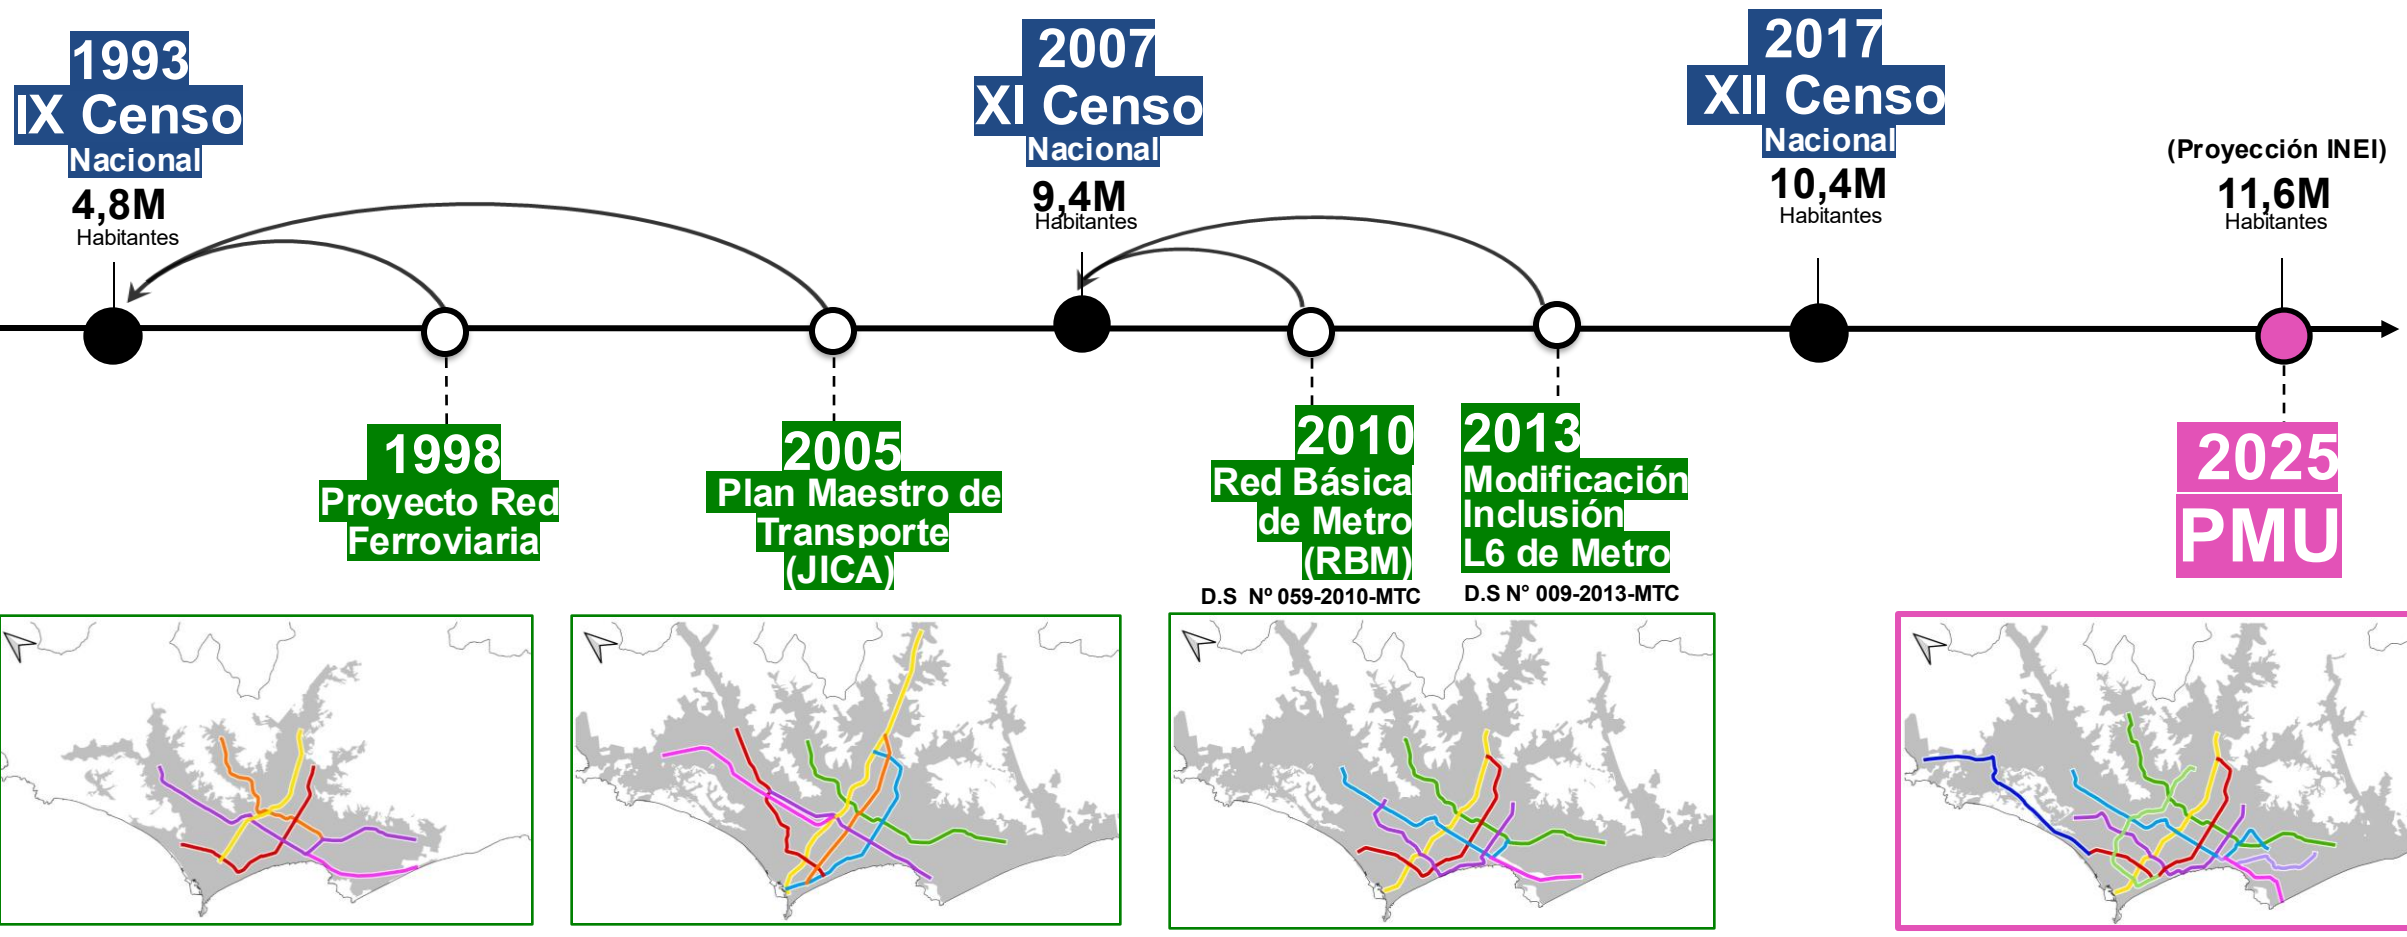 1993
IX Censo
Nacional
4,8M
Habitantes
2007
XI Censo
Nacional
9,4M
Habitantes
2017
XII Censo
Nacional
10,4M
Habitantes
(Proyección INEI)
11,6M
Habitantes
1998
Proyecto Red
Ferroviaria
2005
Plan Maestro de
Transporte
(JICA)
2010
Red Básica
de Metro
(RBM)
D.S Nº 059-2010-MTC
2013
Modificación
Inclusión
L6 de Metro
D.S N° 009-2013-MTC
2025
PMU